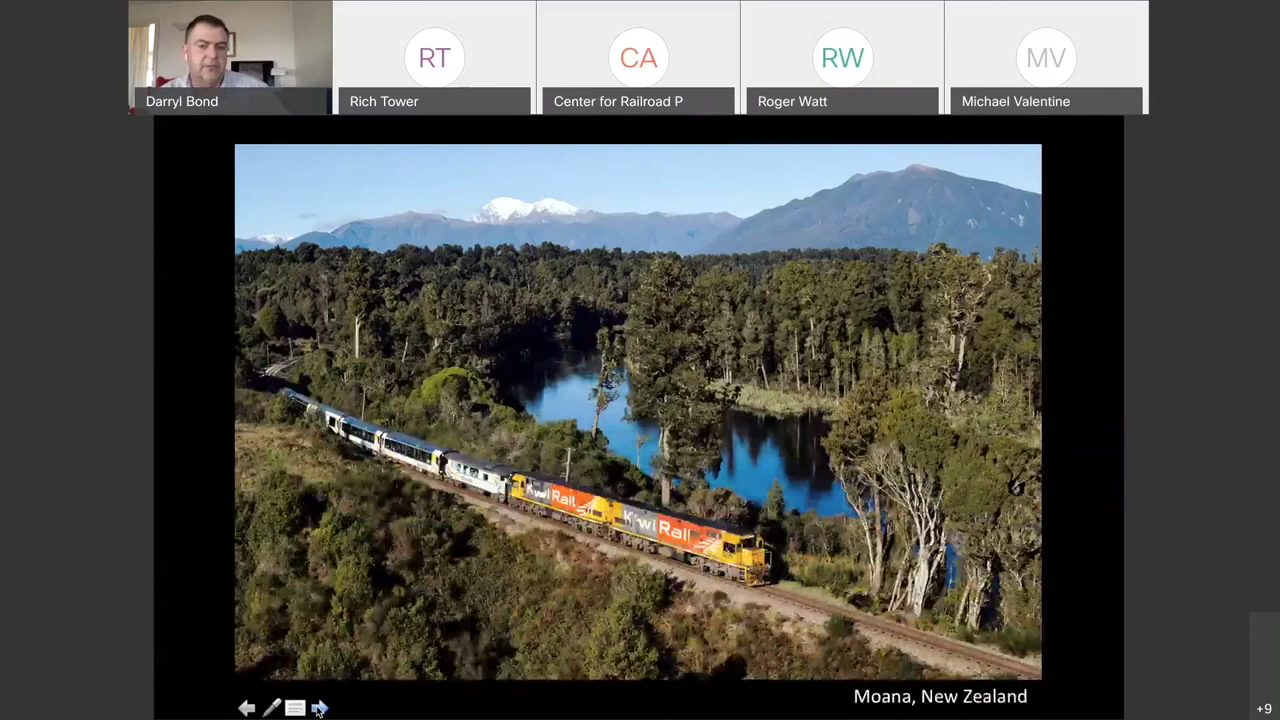 RT
CA
RW
MV
Darryl Bond
Rich Tower
Center for Railroad P
Roger Watt
Michael Valentine
KiwiRail
KiwiRail
Moana, New Zealand
+9